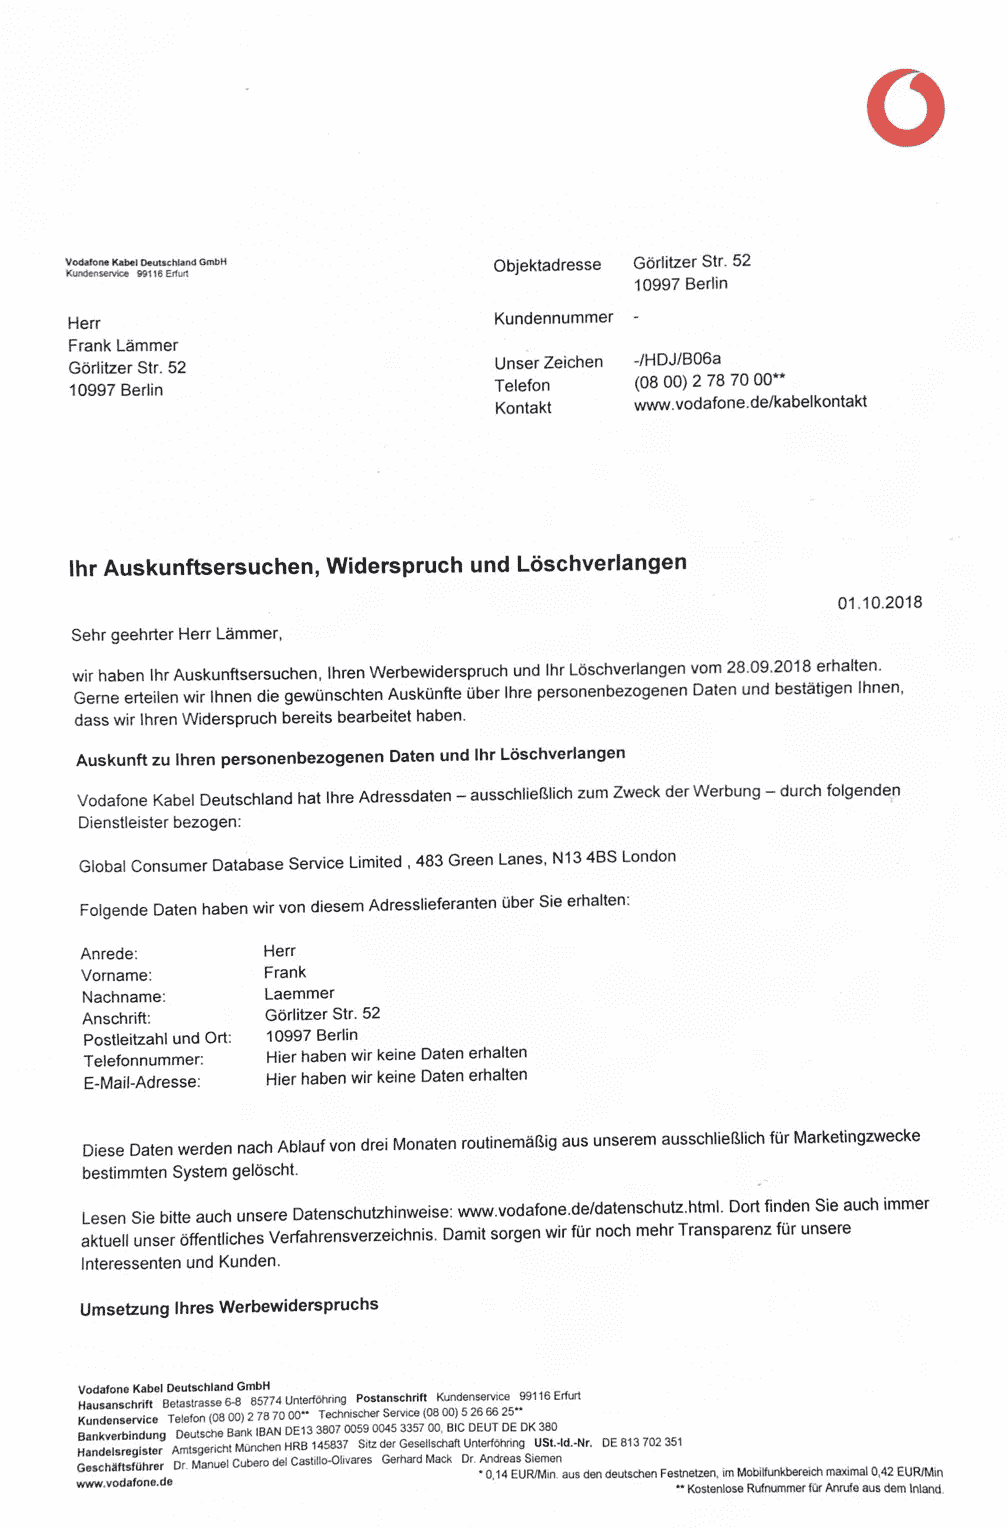 Vodafone Kabel Deutschland GmbH
Kundenservice 99116 Erfurt
Herr
Frank Lämmer
Görlitzer Str. 52
10997 Berlin
Objektadresse Görlitzer Str. 52
10997 Berlin
Kundennummer -
Unser Zeichen -/HDJ/B06a
Telefon (08 00) 2 78 70 00**
Kontakt www.vodafone.de/kabelkontakt
Ihr Auskunftsersuchen, Widerspruch und Löschverlangen
01.10.2018
Sehr geehrter Herr Lämmer,
wir haben Ihr Auskunftsersuchen, Ihren Werbewiderspruch und Ihr Löschverlangen vom 28.09.2018 erhalten.
Gerne erteilen wir Ihnen die gewünschten Auskünfte über Ihre personenbezogenen Daten und bestätigen Ihnen,
dass wir Ihren Widerspruch bereits bearbeitet haben.
Auskunft zu Ihren personenbezogenen Daten und Ihr Löschverlangen
Vodafone Kabel Deutschland hat Ihre Adressdaten – ausschließlich zum Zweck der Werbung – durch folgenden
Dienstleister bezogen:
Global Consumer Database Service Limited , 483 Green Lanes, N13 4BS London
Folgende Daten haben wir von diesem Adresslieferanten über Sie erhalten:
Anrede: Herr
Vorname: Frank
Nachname: Laemmer
Anschrift: Görlitzer Str. 52
Postleitzahl und Ort: 10997 Berlin
Telefonnummer: Hier haben wir keine Daten erhalten
E-Mail-Adresse: Hier haben wir keine Daten erhalten
Diese Daten werden nach Ablauf von drei Monaten routinemäßig aus unserem ausschließlich für Marketingzwecke
bestimmten System gelöscht.
Lesen Sie bitte auch unsere Datenschutzhinweise: www.vodafone.de/datenschutz.html. Dort finden Sie auch immer
aktuell unser öffentliches Verfahrensverzeichnis. Damit sorgen wir für noch mehr Transparenz für unsere
Interessenten und Kunden.
Umsetzung Ihres Werbewiderspruchs
Vodafone Kabel Deutschland GmbH
Hausanschrift Betastrasse 6-8 85774 Unterföhring Postanschrift Kundenservice 99116 Erfurt
Kundenservice Telefon (08 00) 2 78 70 00** Technischer Service (08 00) 5 26 66 25**
Bankverbindung Deutsche Bank IBAN DE13 3807 0059 0045 3357 00, BIC DEUT DE DK 380
Handelsregister Amtsgericht München HRB 145837 Sitz der Gesellschaft Unterföhring USt.-Id.-Nr. DE 813 702 351
Geschäftsführer Dr. Manuel Cubero del Castillo-Olivares Gerhard Mack Dr. Andreas Siemen
www.vodafone.de
* 0,14 EUR/Min. aus den deutschen Festnetzen, im Mobilfunkbereich maximal 0,42 EUR/Min
** Kostenlose Rufnummer für Anrufe aus dem Inland.